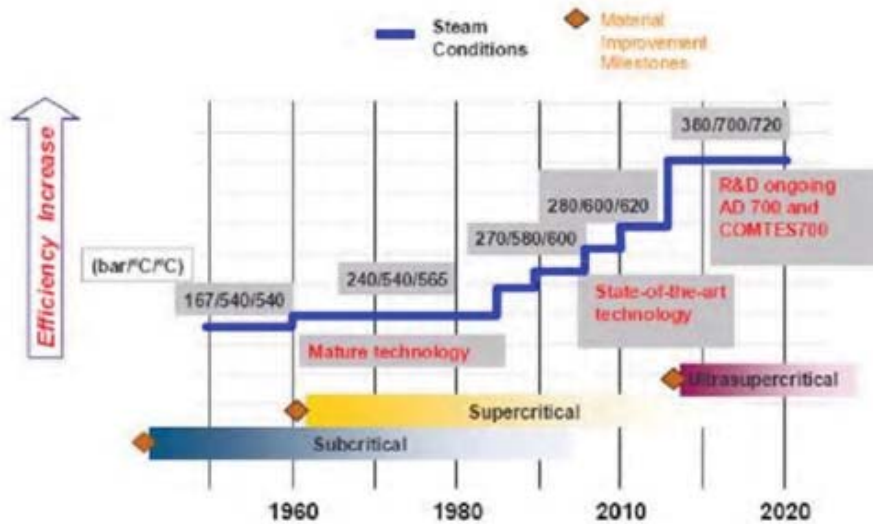 Steam
Conditions
Material
Improvement
Milestones
Efficiency Increase
(bar/°C/°C)
167/540/540
240/540/565
270/580/600
280/600/620
380/700/720
R&D ongoing
AD 700 and
COMTES700
State-of-the-art
technology
Mature technology
Ultrasupercritical
Supercritical
Subcritical
1960
1980
2010
2020